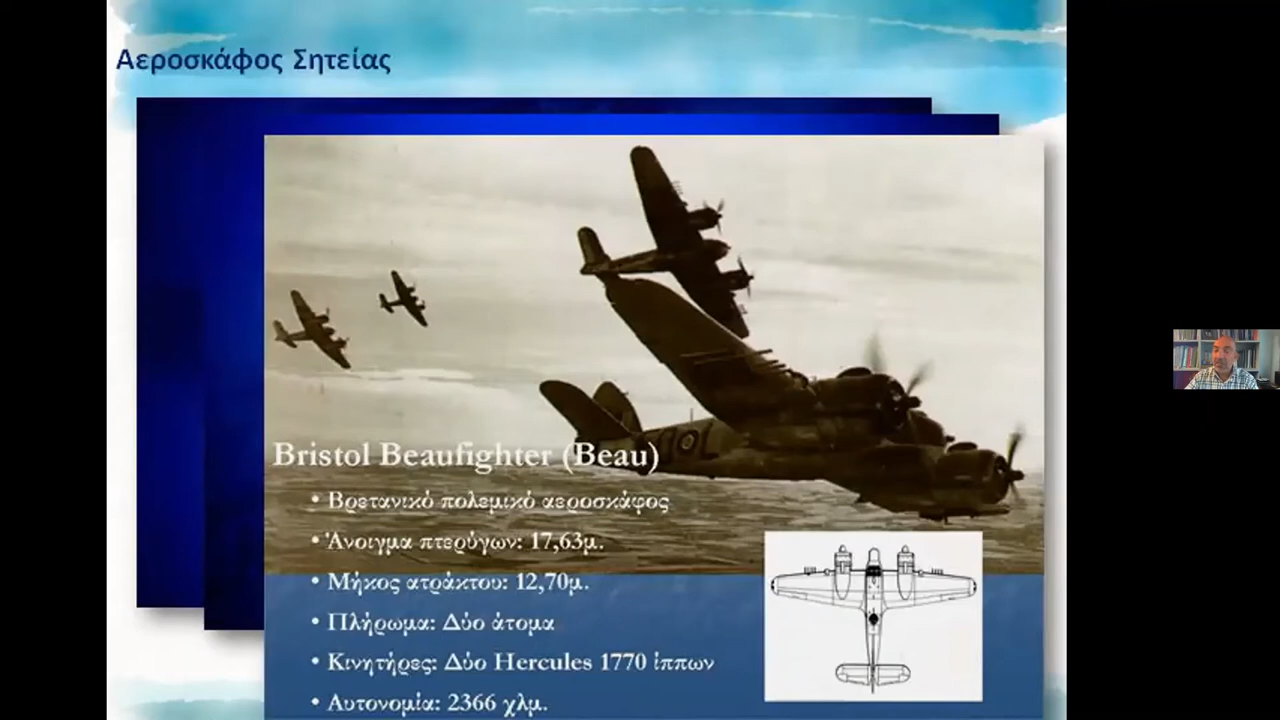 Αεροσκάφος Σητείας
Bristol Beaufighter (Beau)
• Βρετανικό πολεμικό αεροσκάφος
• Άνοιγμα πτερύγων: 17,63μ.
• Μήκος ατράκτου: 12,70μ.
• Πλήρωμα: Δύο άτομα
• Κινητήρες: Δύο Hercules 1770 ίππων
• Αυτονομία: 2366 χλμ.